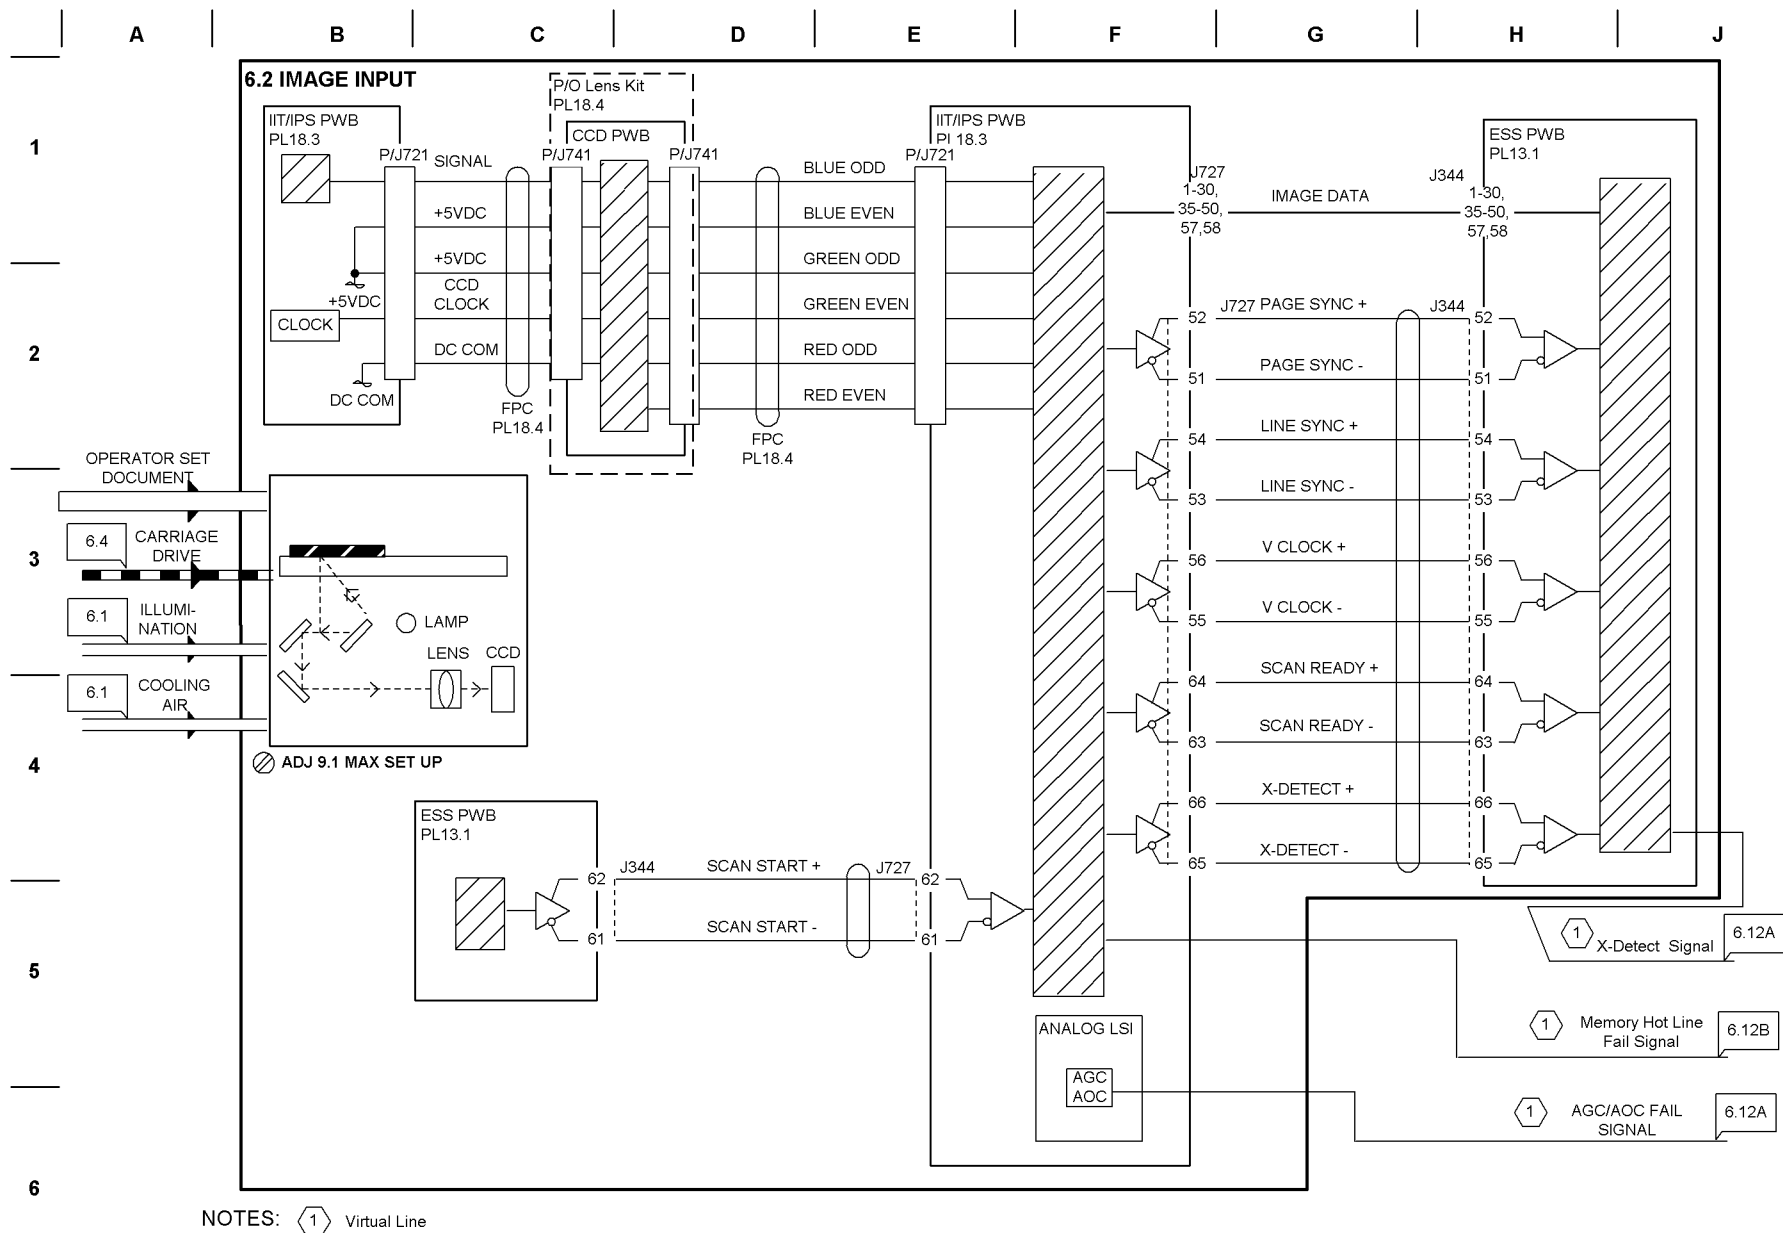 A B C D E F G H J
1
2
3
4
5
6
6.2 IMAGE INPUT
P/O Lens Kit
PL18.4
IIT/IPS PWB
PL18.3
CCD PWB
P/J721
SIGNAL
P/J741
P/J741
+5VDC
+5VDC
CCD
CLOCK
+5VDC
CLOCK
DC COM
DC COM
FPC
PL18.4
BLUE ODD
BLUE EVEN
GREEN ODD
GREEN EVEN
RED ODD
RED EVEN
FPC
PL18.4
IIT/IPS PWB
PL18.3
P/J721
J727
1-30,
35-50,
57,58
IMAGE DATA
J344
1-30,
35-50,
57,58
ESS PWB
PL13.1
52 J727 PAGE SYNC + J344 52
51 PAGE SYNC - 51
54 LINE SYNC + 54
53 LINE SYNC - 53
56 V CLOCK + 56
55 V CLOCK - 55
64 SCAN READY + 64
63 SCAN READY - 63
66 X-DETECT + 66
65 X-DETECT - 65
OPERATOR SET
DOCUMENT
6.4
CARRIAGE
DRIVE
6.1
ILLUMI-
NATION
6.1
COOLING
AIR
LAMP
LENS
CCD
ADJ 9.1 MAX SET UP
ESS PWB
PL13.1
62 J344 SCAN START + J727 62
61 SCAN START - 61
ANALOG LSI
AGC
AOC
1
X-Detect Signal
6.12A
1
Memory Hot Line
Fail Signal
6.12B
1
AGC/AOC FAIL
SIGNAL
6.12A
NOTES: 1 Virtual Line